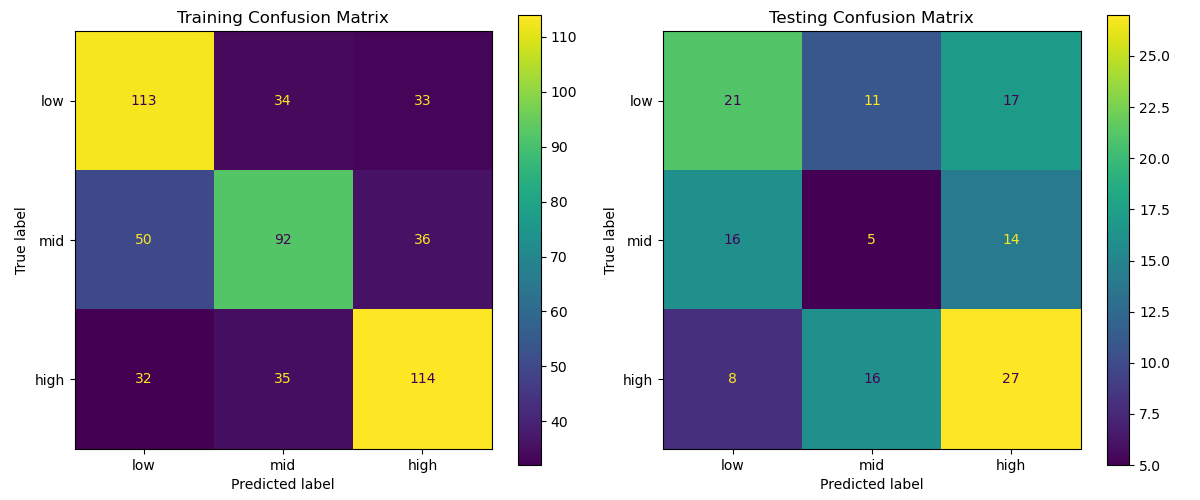 Training Confusion Matrix
True label
low
mid
high
113 34 33
50 92 36
32 35 114
low mid high
Predicted label
110
100
90
80
70
60
50
40
Testing Confusion Matrix
True label
low
mid
high
21 11 17
16 5 14
8 16 27
low mid high
Predicted label
25.0
22.5
20.0
17.5
15.0
12.5
10.0
7.5
5.0